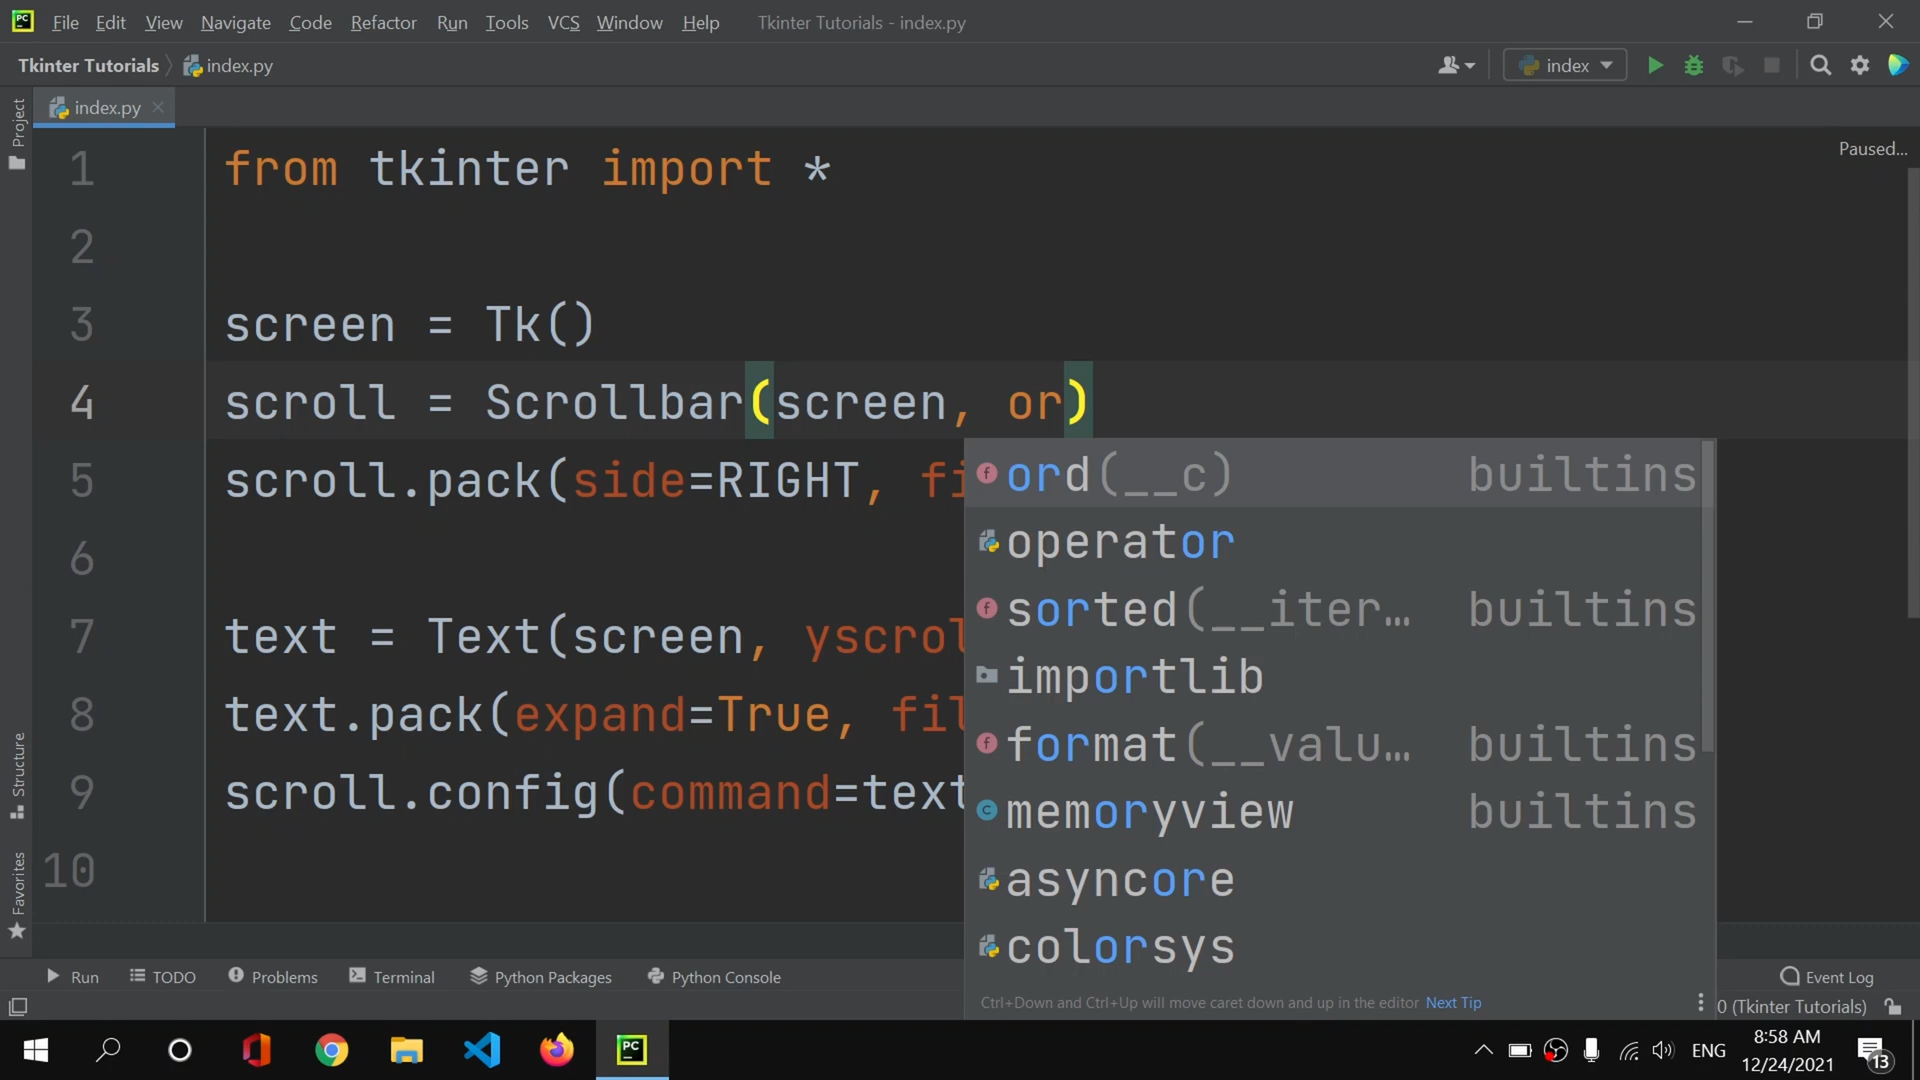 PC File Edit View Navigate Code Refactor Run Tools VCS Window Help Tkinter Tutorials - index.py
Tkinter Tutorials index.py index
index.py
Project
Paused...
1 from tkinter import *
2
3 screen = Tk()
4 scroll = Scrollbar(screen, or)
5 scroll.pack(side=RIGHT, fi
6
7 text = Text(screen, yscrol
8 text.pack(expand=True, fil
9 scroll.config(command=text
10
ord(__c) builtins
operator
sorted(__iter… builtins
importlib
format(__valu… builtins
memoryview builtins
asyncore
colorsys
Ctrl+Down and Ctrl+Up will move caret down and up in the editor Next Tip
Structure
Favorites
Run TODO Problems Terminal Python Packages Python Console Event Log
0 (Tkinter Tutorials)
PC ENG 8:58 AM
12/24/2021
13